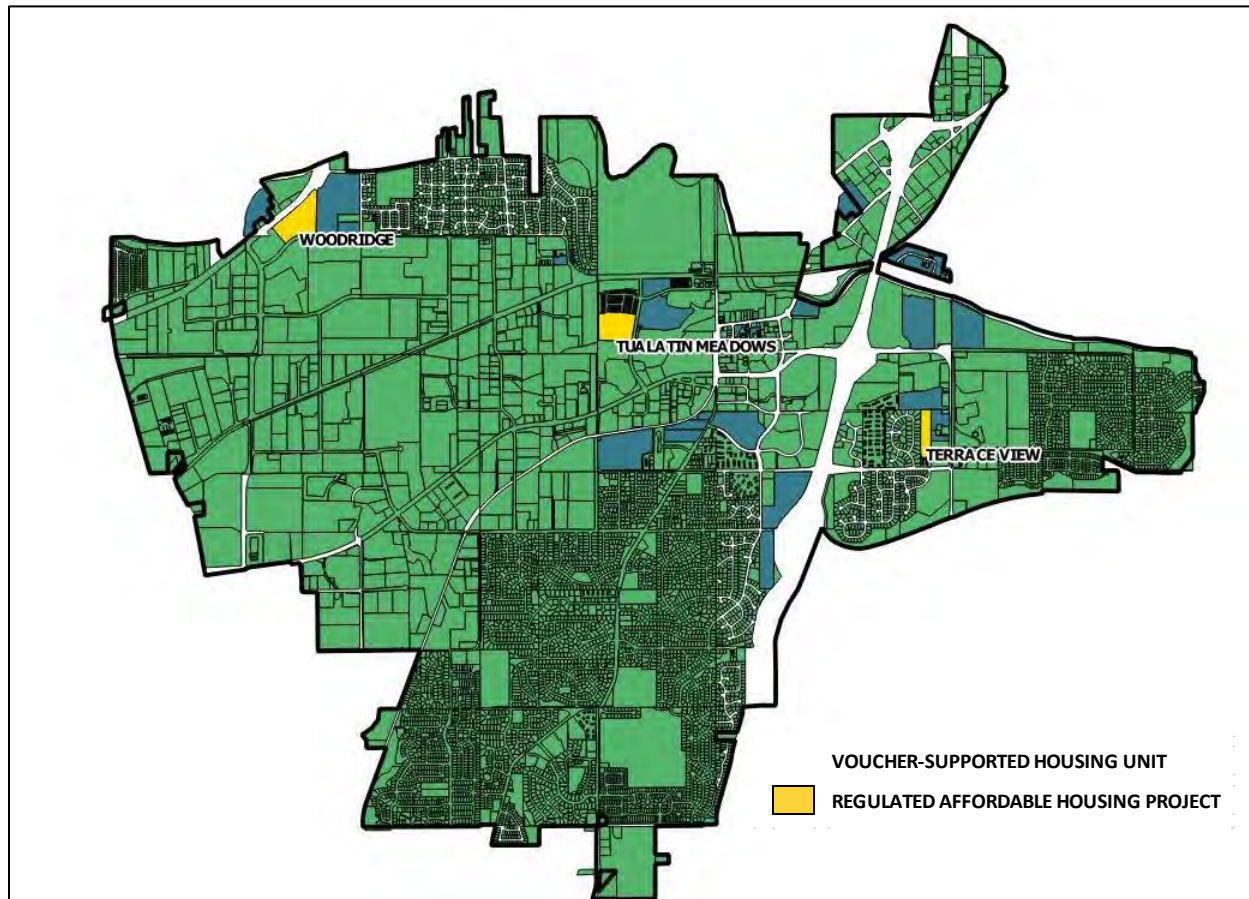 WOODRIDGE
TUALATIN MEADOWS
TERRACE VIEW
VOUCHER-SUPPORTED HOUSING UNIT
REGULATED AFFORDABLE HOUSING PROJECT